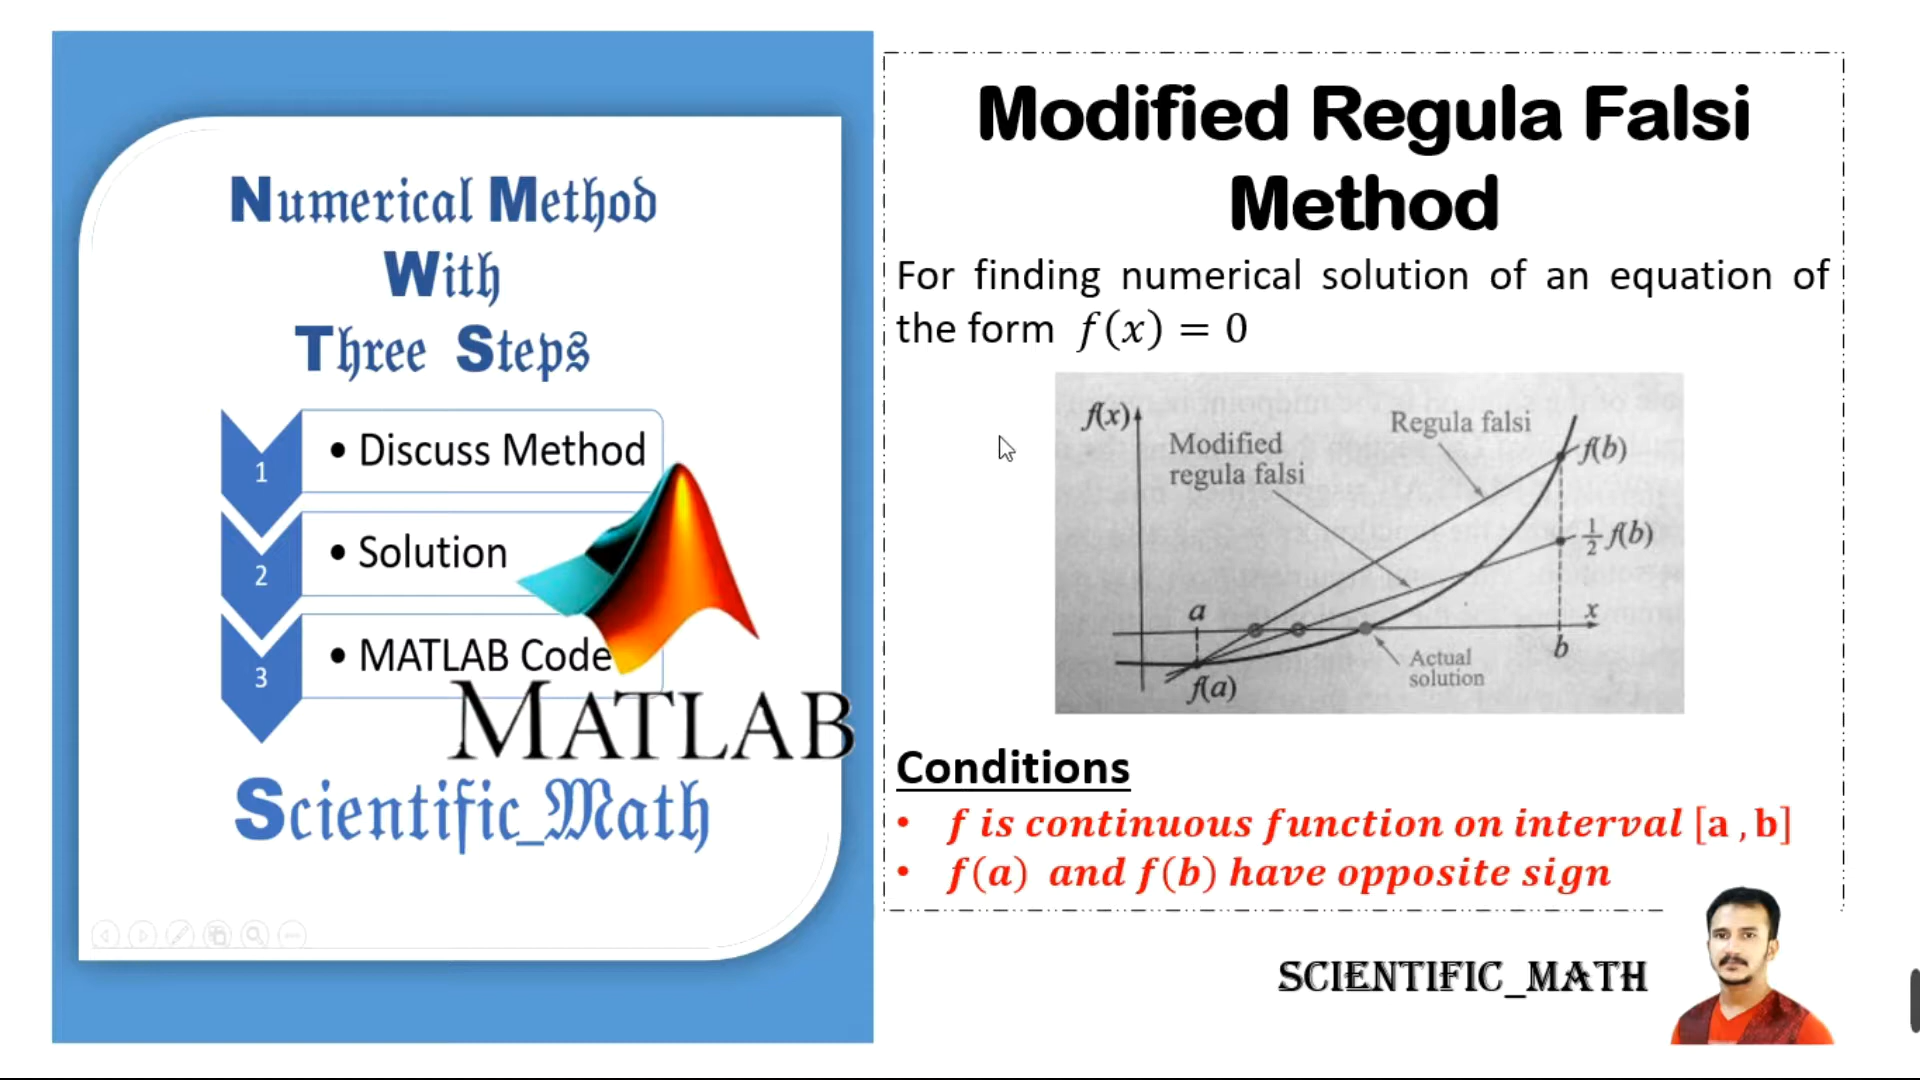 Numerical Method
With
Three Steps
1
• Discuss Method
2
• Solution
3
• MATLAB Code
MATLAB
Scientific_Math
Modified Regula Falsi
Method
For finding numerical solution of an equation of
the form f(x) = 0
f(x)
Regula falsi
Modified
regula falsi
f(b)
1/2 f(b)
a
x
b
Actual
solution
f(a)
Conditions
• f is continuous function on interval [a , b]
• f(a) and f(b) have opposite sign
SCIENTIFIC_MATH